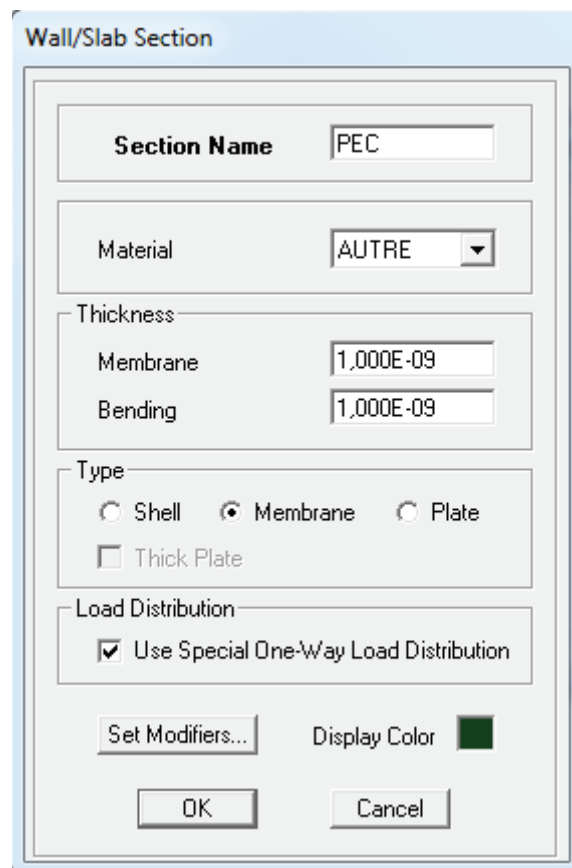 Wall/Slab Section
Section Name PEC
Material AUTRE
Thickness
Membrane 1,000E-09
Bending 1,000E-09
Type
Shell Membrane Plate
Thick Plate
Load Distribution
Use Special One-Way Load Distribution
Set Modifiers... Display Color
OK Cancel